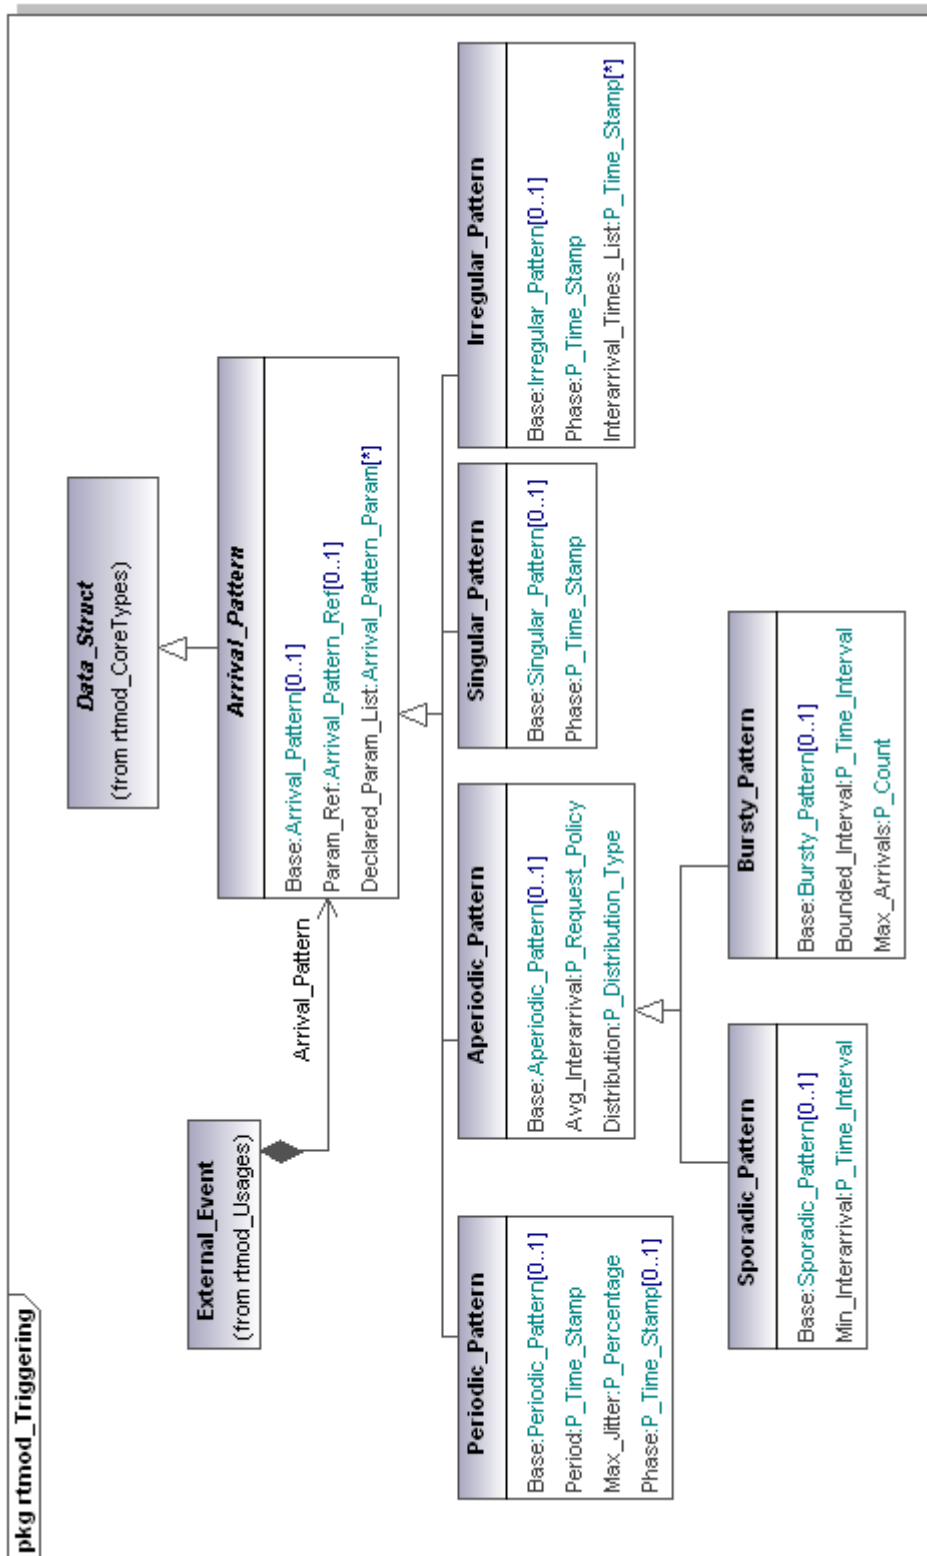 pkg rtmod_Triggering
Data_Struct
(from rtmod_CoreTypes)
External_Event
(from rtmod_Usages)
Arrival_Pattern
Arrival_Pattern
Base:Arrival_Pattern[0..1]
Param_Ref:Arrival_Pattern_Ref[0..1]
Declared_Param_List:Arrival_Pattern_Param[*]
Periodic_Pattern
Base:Periodic_Pattern[0..1]
Period:P_Time_Stamp
Max_Jitter:P_Percentage
Phase:P_Time_Stamp[0..1]
Aperiodic_Pattern
Base:Aperiodic_Pattern[0..1]
Avg_Interarrival:P_Request_Policy
Distribution:P_Distribution_Type
Singular_Pattern
Base:Singular_Pattern[0..1]
Phase:P_Time_Stamp
Irregular_Pattern
Base:Irregular_Pattern[0..1]
Phase:P_Time_Stamp
Interarrival_Times_List:P_Time_Stamp[*]
Sporadic_Pattern
Base:Sporadic_Pattern[0..1]
Min_Interarrival:P_Time_Interval
Bursty_Pattern
Base:Bursty_Pattern[0..1]
Bounded_Interval:P_Time_Interval
Max_Arrivals:P_Count